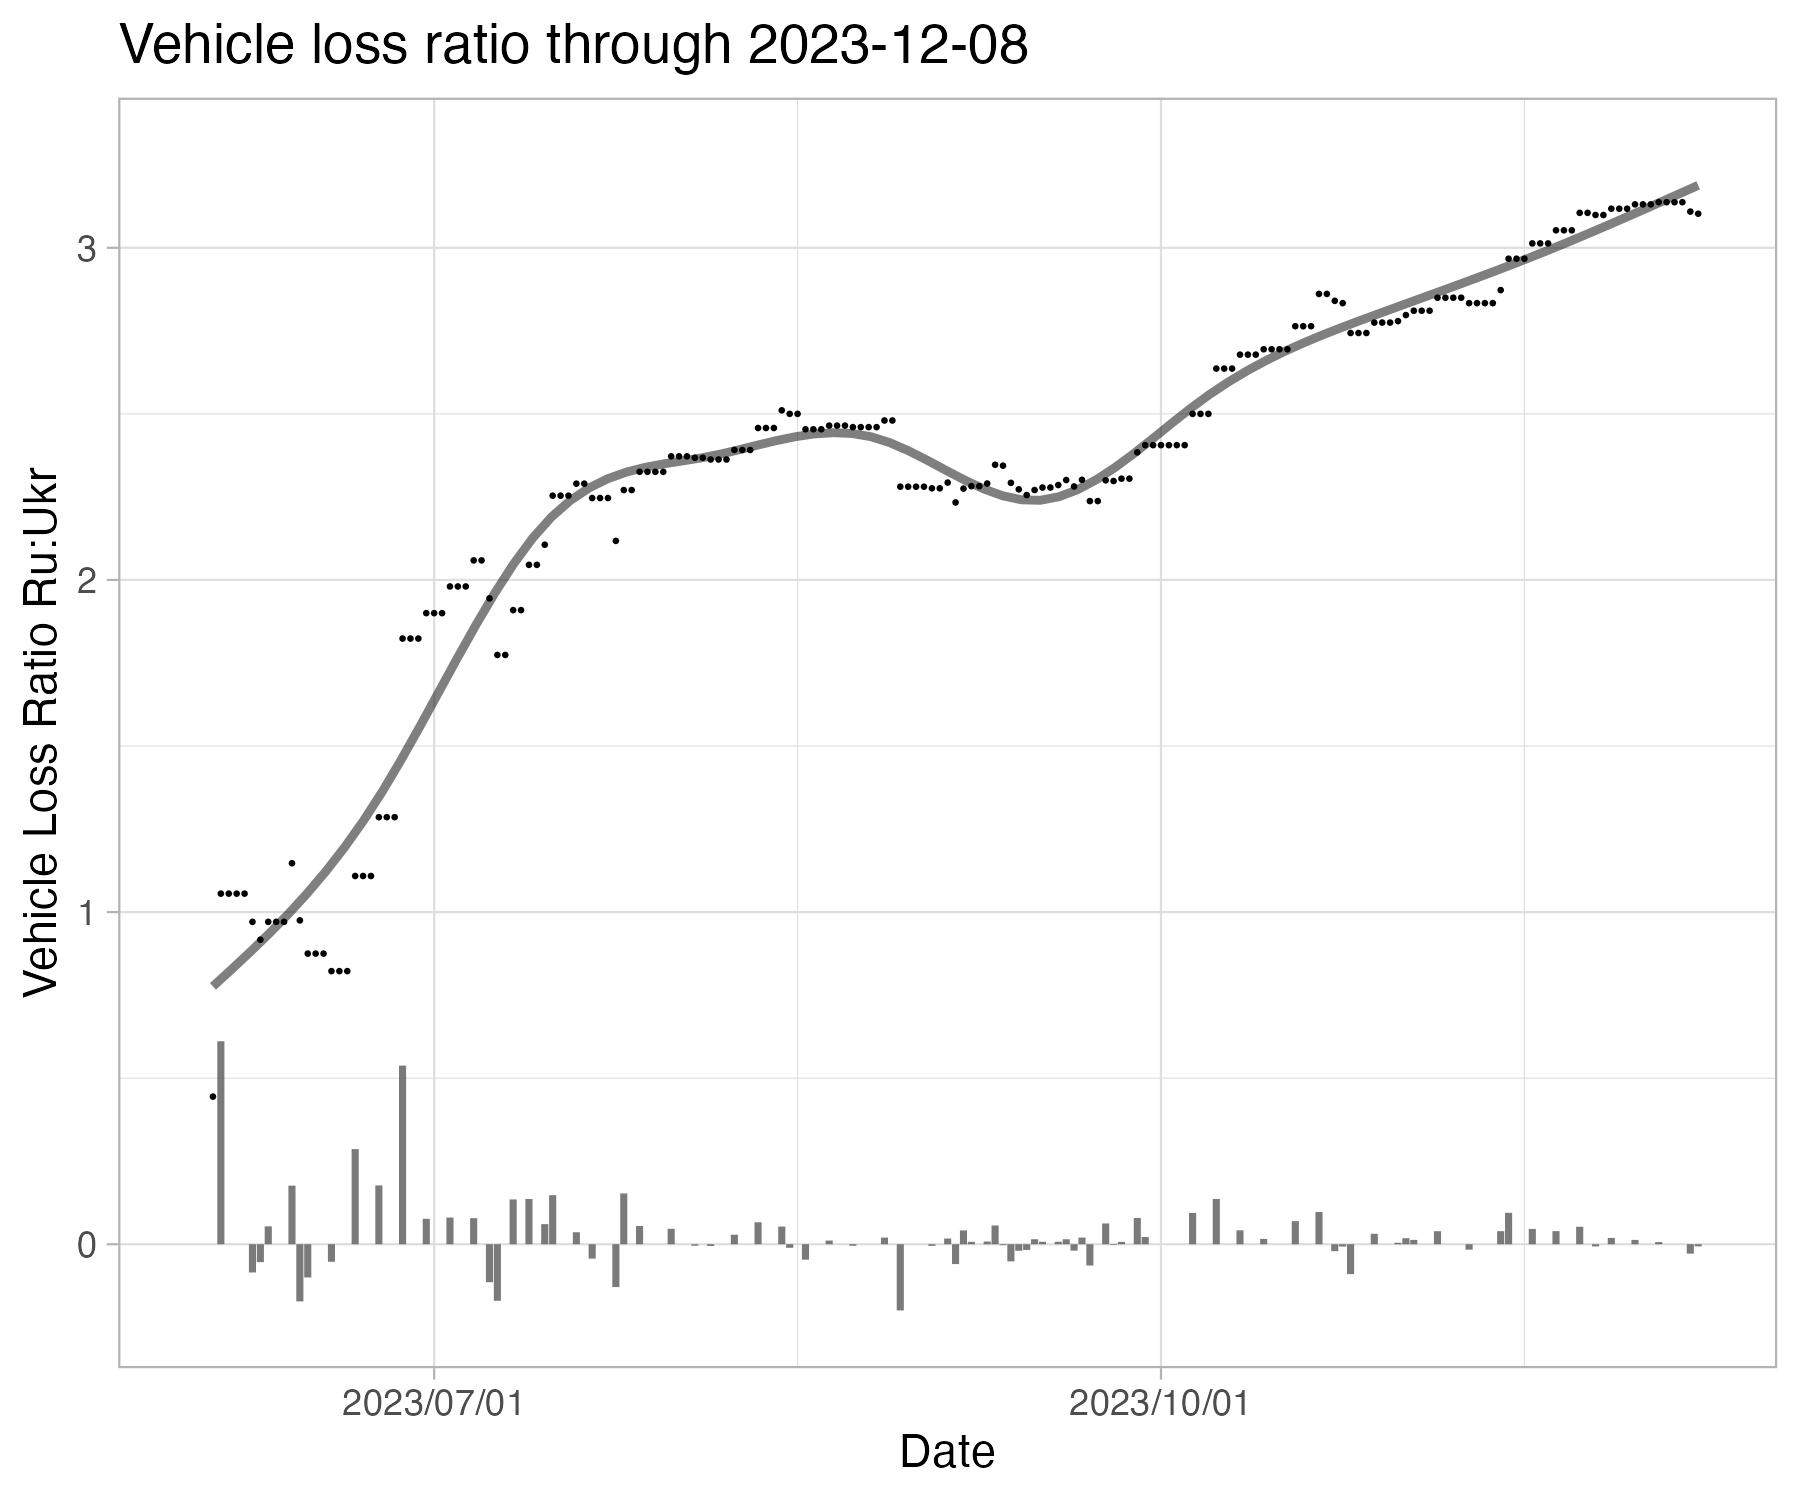 Vehicle loss ratio through 2023-12-08
Vehicle Loss Ratio Ru:Ukr
3
2
1
0
2023/07/01
2023/10/01
Date